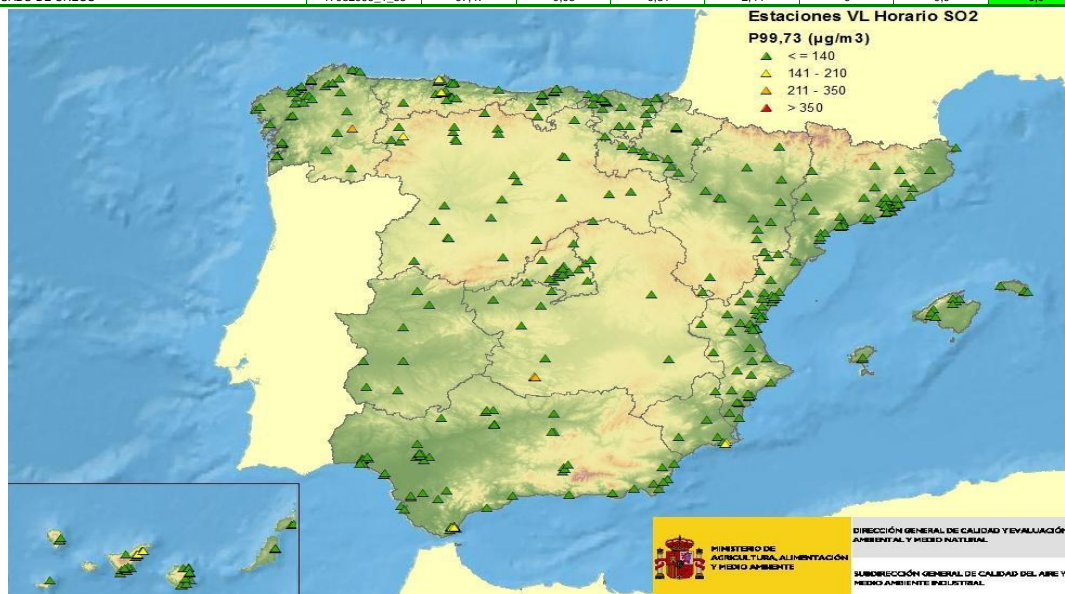 Estaciones VL Horario SO2
P99,73 (µg/m3)
<= 140
141 - 210
211 - 350
> 350
MINISTERIO DE
AGRICULTURA, ALIMENTACIÓN
Y MEDIO AMBIENTE
DIRECCIÓN GENERAL DE CALIDAD Y EVALUACIÓN
AMBIENTAL Y MEDIO NATURAL
SUBDIRECCIÓN GENERAL DE CALIDAD DEL AIRE Y
MEDIO AMBIENTE INDUSTRIAL